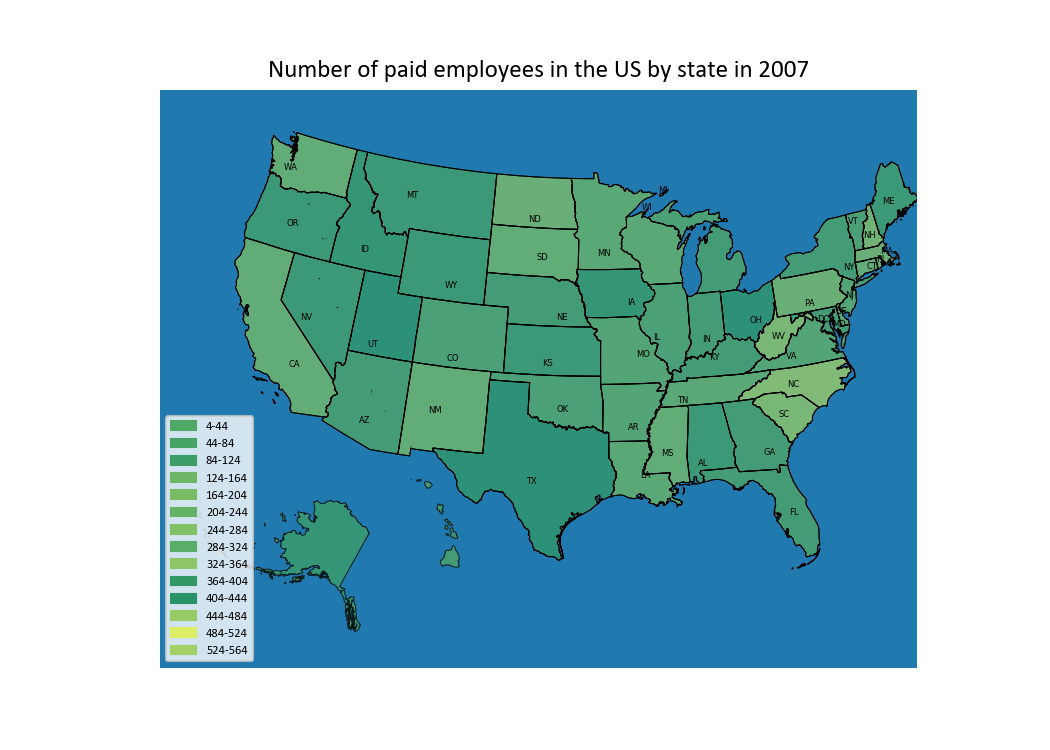 Number of paid employees in the US by state in 2007
WA
MT
ND
MI
WI
ME
OR
ID
SD
MN
VT
NH
MA
NY
CT
WY
NV
UT
CO
NE
IA
IL
IN
OH
PA
NJ
WV
VA
KY
CA
KS
MO
AZ
NM
OK
AR
TN
NC
SC
MS
AL
GA
LA
TX
FL
4-44
44-84
84-124
124-164
164-204
204-244
244-284
284-324
324-364
364-404
404-444
444-484
484-524
524-564